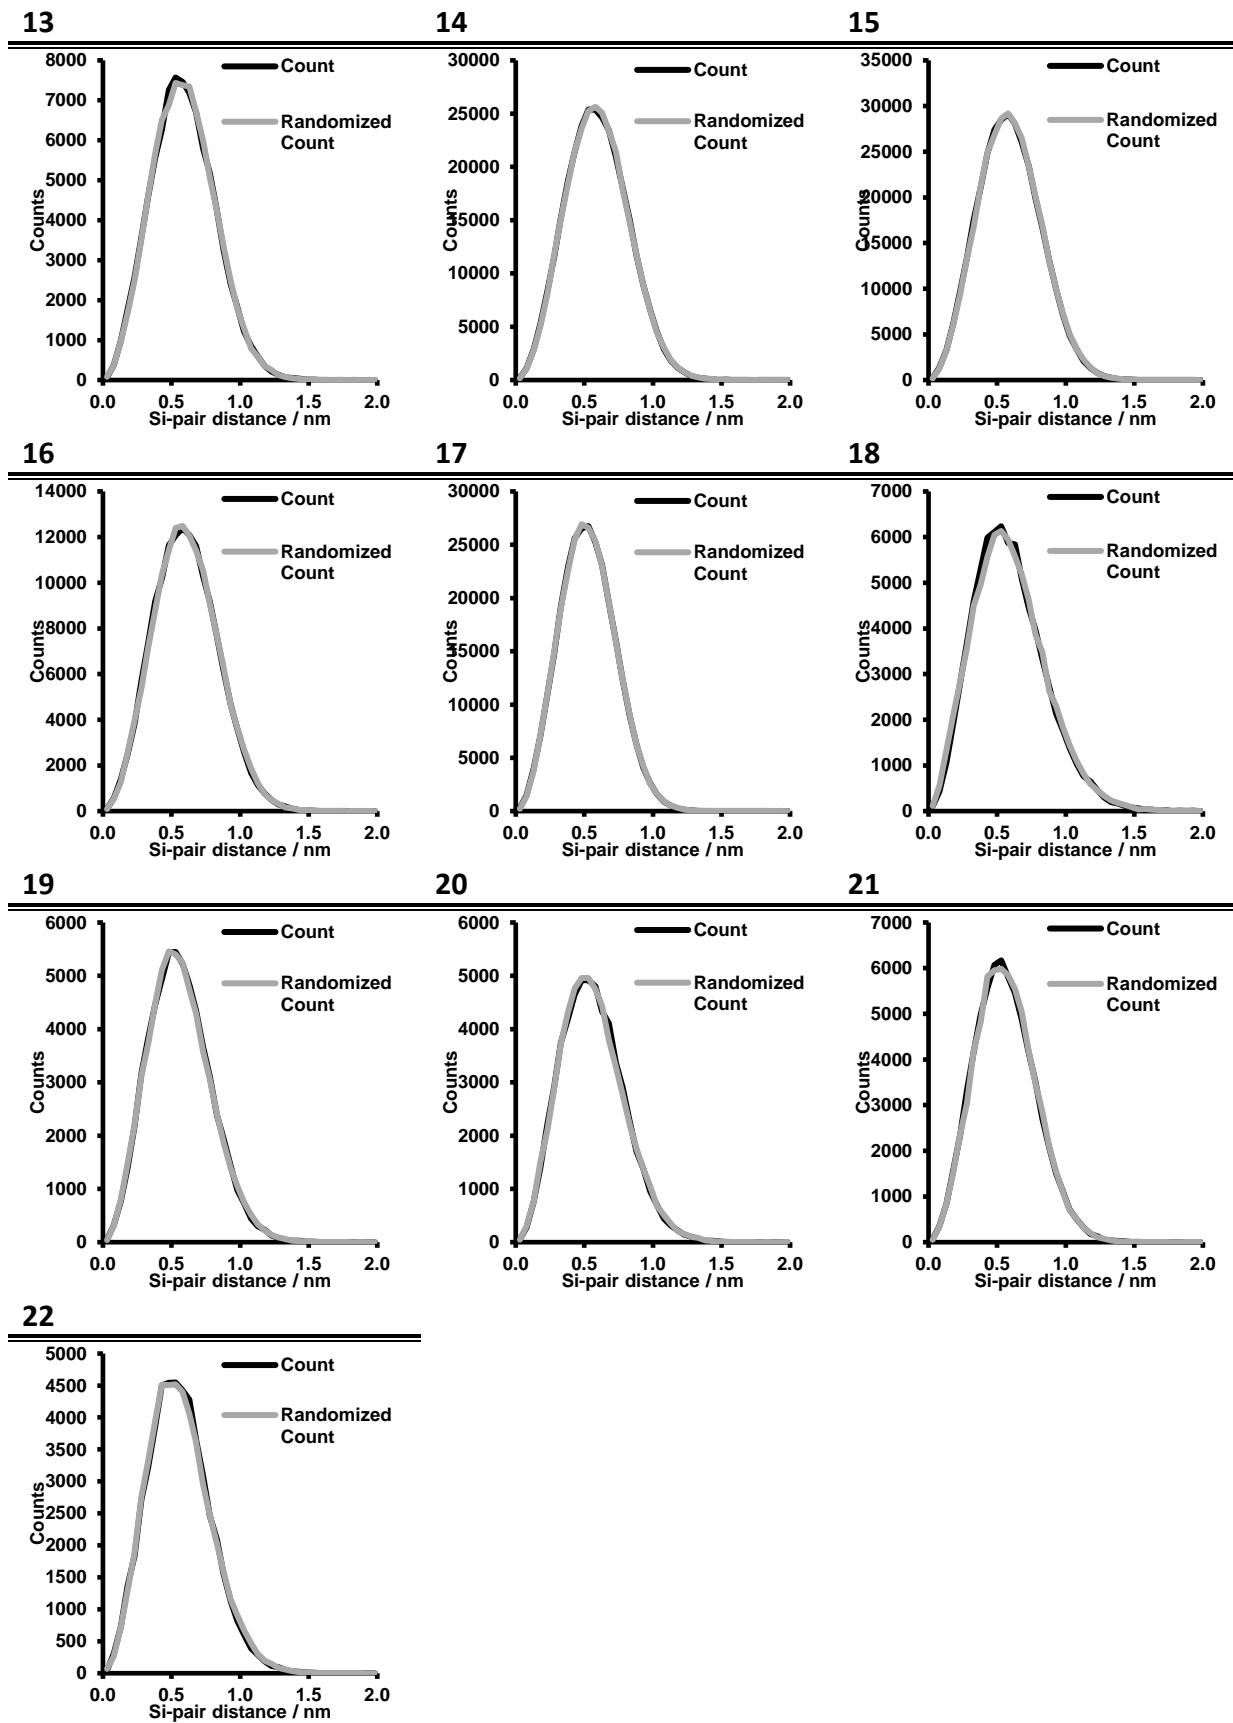 13
8000
7000
6000
5000
4000
3000
2000
1000
0
Counts
Count
Randomized
Count
0.0 0.5 1.0 1.5 2.0
Si-pair distance / nm
14
30000
25000
20000
15000
10000
5000
0
Counts
Count
Randomized
Count
0.0 0.5 1.0 1.5 2.0
Si-pair distance / nm
15
35000
30000
25000
20000
15000
10000
5000
0
Counts
Count
Randomized
Count
0.0 0.5 1.0 1.5 2.0
Si-pair distance / nm
16
14000
12000
10000
8000
6000
4000
2000
0
Counts
Count
Randomized
Count
0.0 0.5 1.0 1.5 2.0
Si-pair distance / nm
17
30000
25000
20000
15000
10000
5000
0
Counts
Count
Randomized
Count
0.0 0.5 1.0 1.5 2.0
Si-pair distance / nm
18
7000
6000
5000
4000
3000
2000
1000
0
Counts
Count
Randomized
Count
0.0 0.5 1.0 1.5 2.0
Si-pair distance / nm
19
6000
5000
4000
3000
2000
1000
0
Counts
Count
Randomized
Count
0.0 0.5 1.0 1.5 2.0
Si-pair distance / nm
20
6000
5000
4000
3000
2000
1000
0
Counts
Count
Randomized
Count
0.0 0.5 1.0 1.5 2.0
Si-pair distance / nm
21
7000
6000
5000
4000
3000
2000
1000
0
Counts
Count
Randomized
Count
0.0 0.5 1.0 1.5 2.0
Si-pair distance / nm
22
5000
4500
4000
3500
3000
2500
2000
1500
1000
500
0
Counts
Count
Randomized
Count
0.0 0.5 1.0 1.5 2.0
Si-pair distance / nm